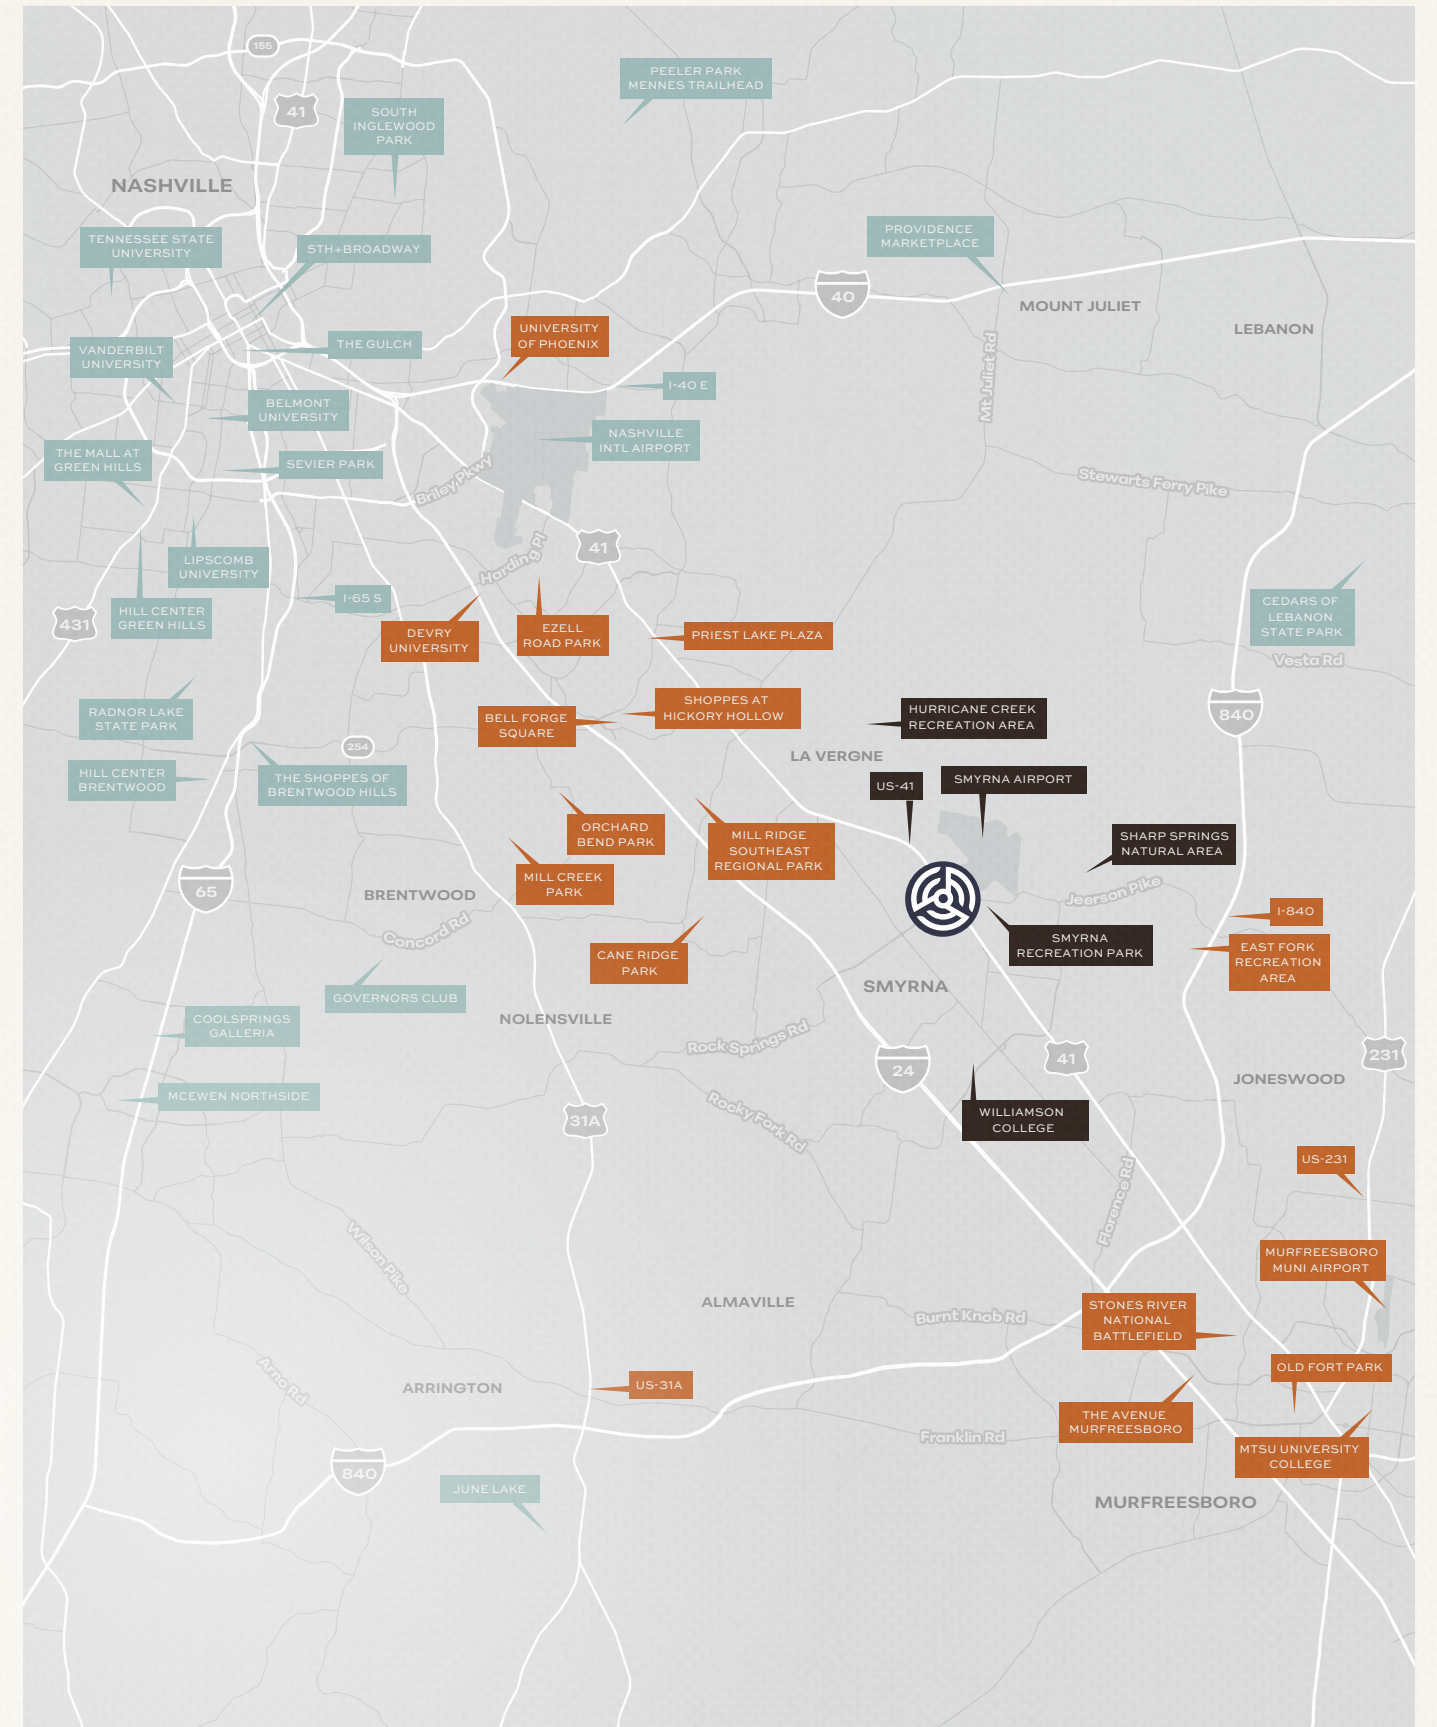 155
PEELER PARK
MENNES TRAILHEAD
41
SOUTH
INGLEWOOD
PARK
NASHVILLE
TENNESSEE STATE
UNIVERSITY
5TH+BROADWAY
PROVIDENCE
MARKETPLACE
40
MOUNT JULIET
LEBANON
UNIVERSITY
OF PHOENIX
THE GULCH
VANDERBILT
UNIVERSITY
Mt Juliet Rd
I-40 E
BELMONT
UNIVERSITY
NASHVILLE
INTL AIRPORT
THE MALL AT
GREEN HILLS
SEVIER PARK
Briley Pkwy
Stewarts Ferry Pike
41
Harding Pl
LIPSCOMB
UNIVERSITY
I-65 S
HILL CENTER
GREEN HILLS
431
CEDARS OF
LEBANON
STATE PARK
Vesta Rd
DEVRY
UNIVERSITY
EZELL
ROAD PARK
PRIEST LAKE PLAZA
RADNOR LAKE
STATE PARK
BELL FORGE
SQUARE
SHOPPES AT
HICKORY HOLLOW
HURRICANE CREEK
RECREATION AREA
840
254
LA VERGNE
HILL CENTER
BRENTWOOD
THE SHOPPES OF
BRENTWOOD HILLS
US-41
SMYRNA AIRPORT
ORCHARD
BEND PARK
MILL RIDGE
SOUTHEAST
REGIONAL PARK
SHARP SPRINGS
NATURAL AREA
65
BRENTWOOD
MILL CREEK
PARK
Jeerson Pike
Concord Rd
I-840
CANE RIDGE
PARK
SMYRNA
RECREATION PARK
EAST FORK
RECREATION
AREA
SMYRNA
GOVERNORS CLUB
COOLSPRINGS
GALLERIA
NOLENSVILLE
Rock Springs Rd
24
41
231
JONESWOOD
MCEWEN NORTHSIDE
31A
Rocky Fork Rd
WILLIAMSON
COLLEGE
US-231
Florence Rd
Wilson Pike
MURFREESBORO
MUNI AIRPORT
ALMAVILLE
Burnt Knob Rd
STONES RIVER
NATIONAL
BATTLEFIELD
OLD FORT PARK
Arno Rd
ARRINGTON
US-31A
THE AVENUE
MURFREESBORO
Franklin Rd
MTSU UNIVERSITY
COLLEGE
840
JUNE LAKE
MURFREESBORO